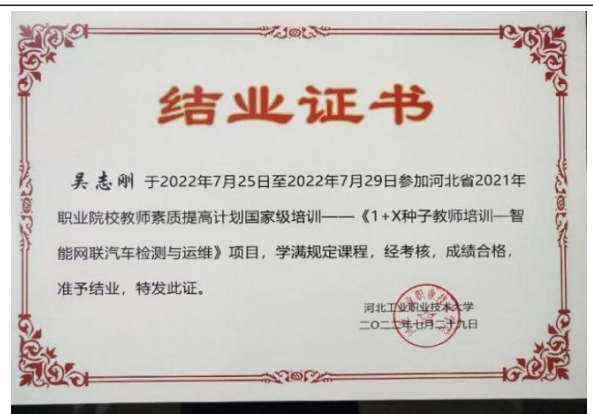 结业证书
吴志刚 于2022年7月25日至2022年7月29日参加河北省2021年
职业院校教师素质提高计划国家级培训——《1+X种子教师培训—智
能网联汽车检测与运维》项目，学满规定课程，经考核，成绩合格，
准予结业，特发此证。
河北工业职业技术大学
二〇二二年七月二十九日